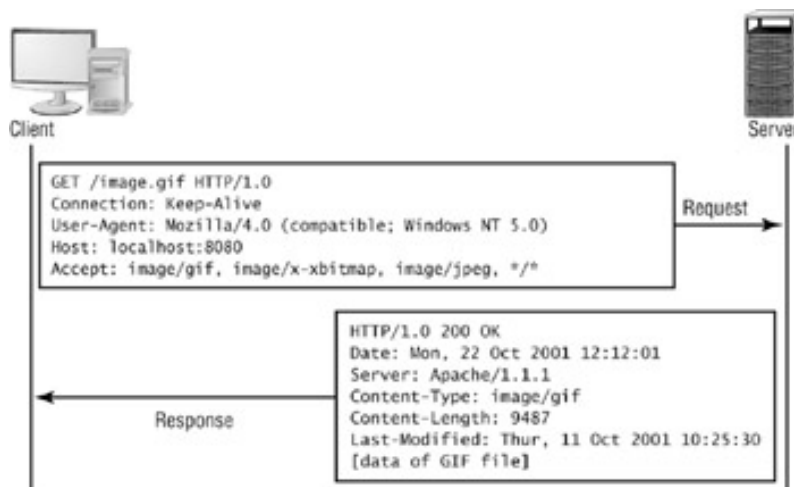 Client
Server
GET /image.gif HTTP/1.0
Connection: Keep-Alive
User-Agent: Mozilla/4.0 (compatible; Windows NT 5.0)
Host: localhost:8080
Accept: image/gif, image/x-xbitmap, image/jpeg, */*
Request
HTTP/1.0 200 OK
Date: Mon, 22 Oct 2001 12:12:01
Server: Apache/1.1.1
Content-Type: image/gif
Content-Length: 9487
Last-Modified: Thur, 11 Oct 2001 10:25:30
[data of GIF file]
Response